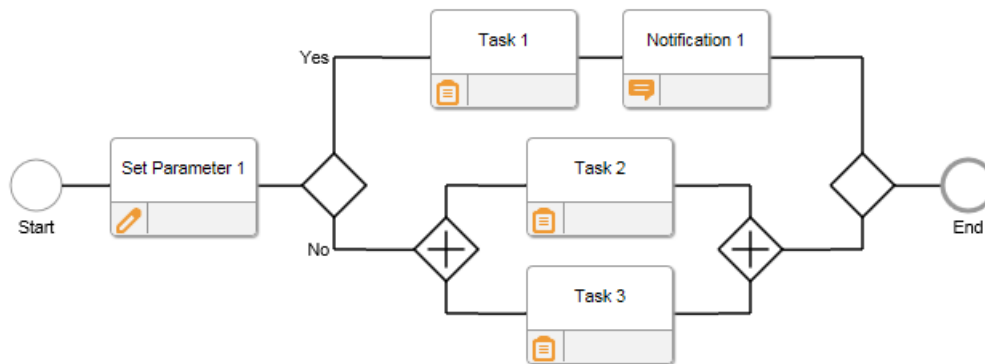 Yes
Task 1
Notification 1
Set Parameter 1
Task 2
Start
End
No
Task 3